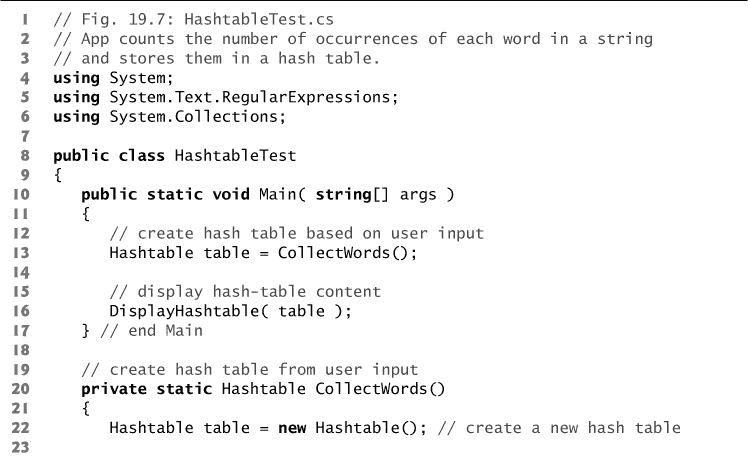 1 // Fig. 19.7: HashtableTest.cs
2 // App counts the number of occurrences of each word in a string
3 // and stores them in a hash table.
4 using System;
5 using System.Text.RegularExpressions;
6 using System.Collections;
7
8 public class HashtableTest
9 {
10 public static void Main( string[] args )
11 {
12 // create hash table based on user input
13 Hashtable table = CollectWords();
14
15 // display hash-table content
16 DisplayHashtable( table );
17 } // end Main
18
19 // create hash table from user input
20 private static Hashtable CollectWords()
21 {
22 Hashtable table = new Hashtable(); // create a new hash table
23